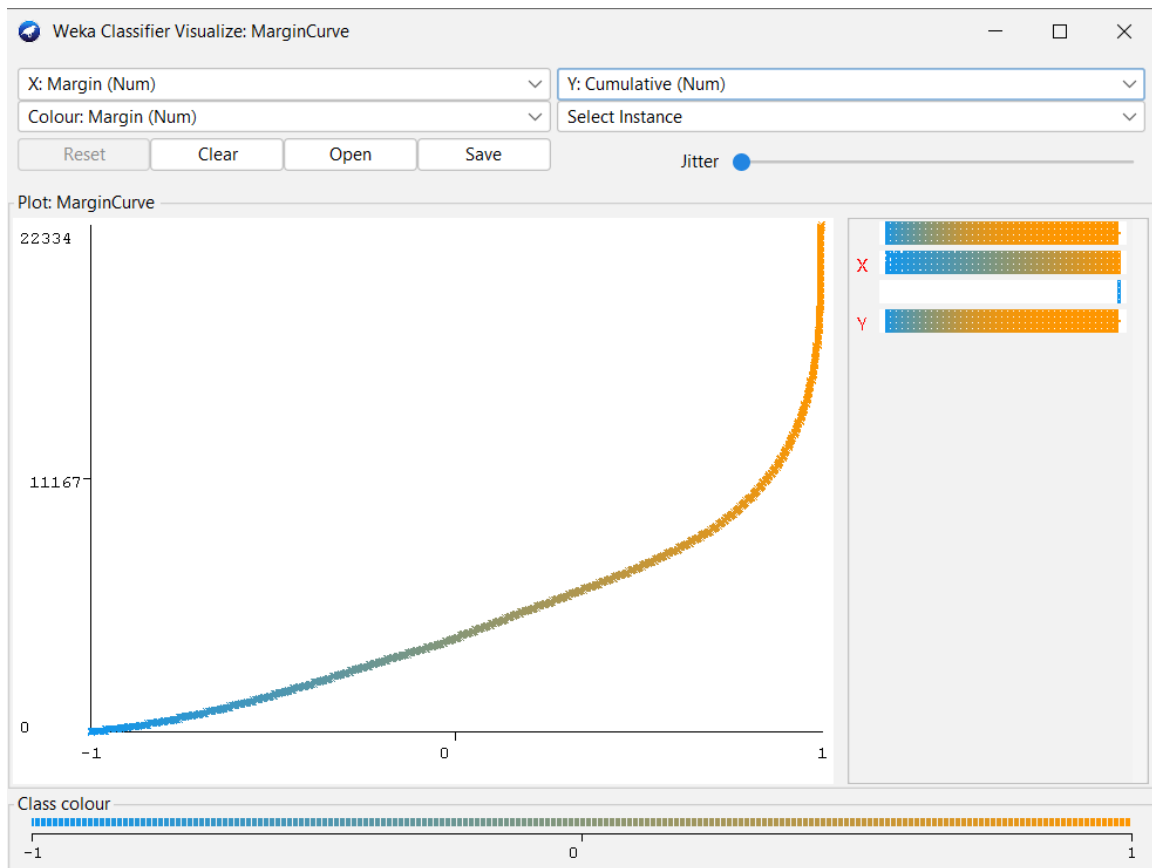 Weka Classifier Visualize: MarginCurve
X: Margin (Num)
Y: Cumulative (Num)
Colour: Margin (Num)
Select Instance
Reset
Clear
Open
Save
Jitter
Plot: MarginCurve
22334
11167
0
-1
0
1
X
Y
Class colour
-1
0
1